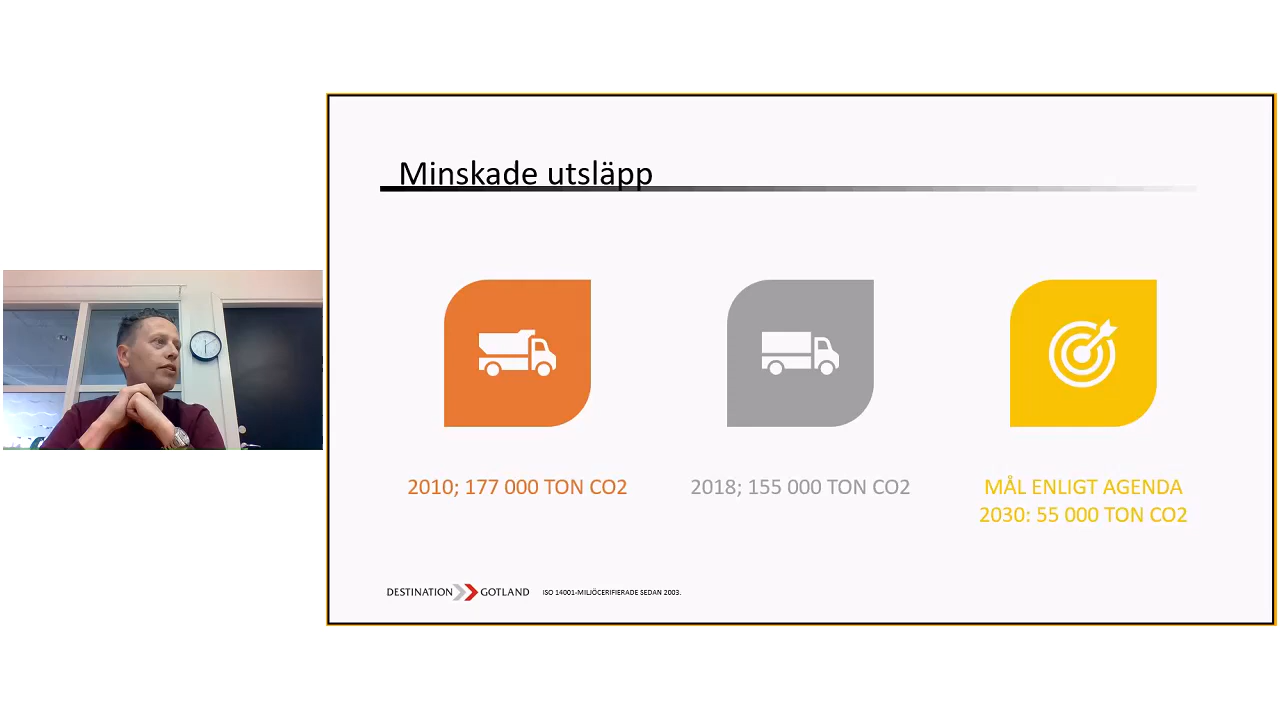 Minskade utsläpp
2010; 177 000 TON CO2
2018; 155 000 TON CO2
MÅL ENLIGT AGENDA
2030: 55 000 TON CO2
DESTINATION GOTLAND
ISO 14001-MILJÖCERIFIERADE SEDAN 2003.